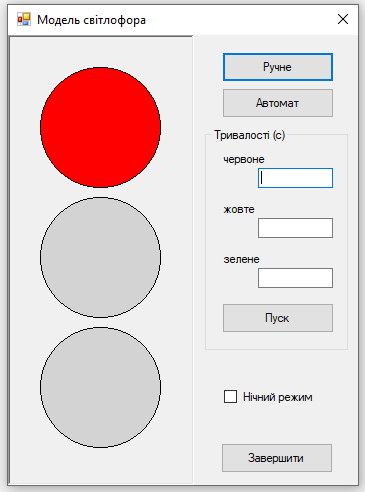 Модель світлофора
Ручне
Автомат
Тривалості (с)
червоне
жовте
зелене
Пуск
Нічний режим
Завершити